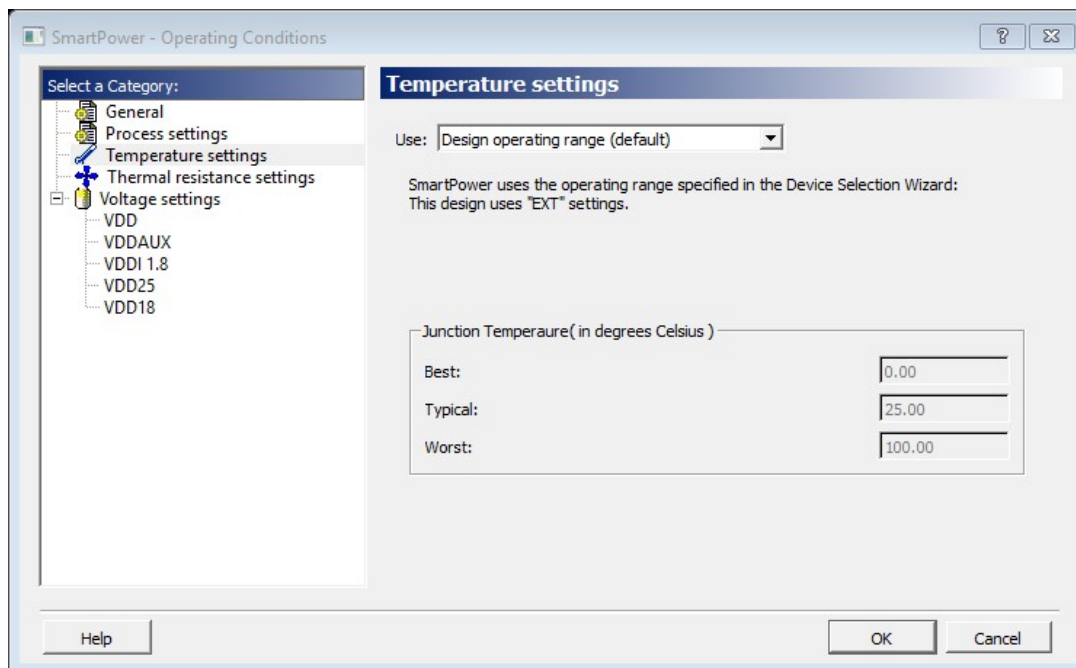 SmartPower - Operating Conditions
Select a Category:
General
Process settings
Temperature settings
Thermal resistance settings
Voltage settings
VDD
VDDAUX
VDDI 1.8
VDD25
VDD18
Temperature settings
Use: Design operating range (default)
SmartPower uses the operating range specified in the Device Selection Wizard:
This design uses "EXT" settings.
Junction Temperaure( in degrees Celsius )
Best: 0.00
Typical: 25.00
Worst: 100.00
Help OK Cancel